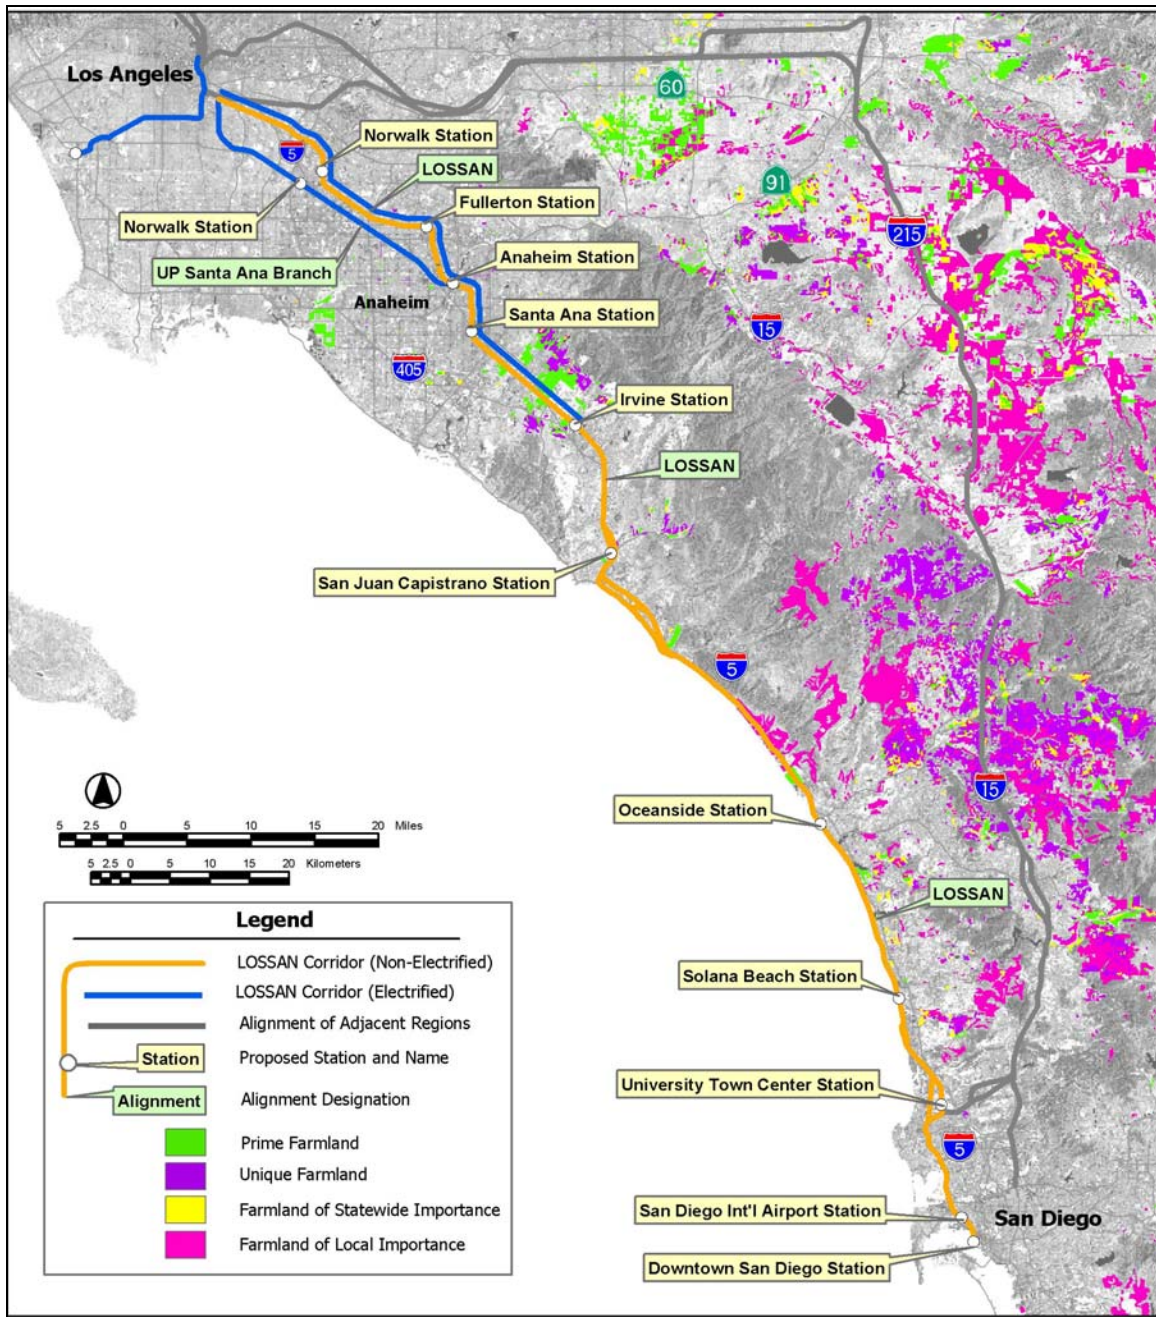 Los Angeles
60
Norwalk Station
5
LOSSAN
91
Fullerton Station
Norwalk Station
215
Anaheim Station
UP Santa Ana Branch
Anaheim
Santa Ana Station
15
405
Irvine Station
LOSSAN
San Juan Capistrano Station
5
15
Oceanside Station
5 2.5 0 5 10 15 20 Miles
5 2.5 0 5 10 15 20 Kilometers
LOSSAN
Legend
LOSSAN Corridor (Non-Electrified)
LOSSAN Corridor (Electrified)
Alignment of Adjacent Regions
Station Proposed Station and Name
Alignment Alignment Designation
Prime Farmland
Unique Farmland
Farmland of Statewide Importance
Farmland of Local Importance
Solana Beach Station
University Town Center Station
5
San Diego Int'l Airport Station
San Diego
Downtown San Diego Station